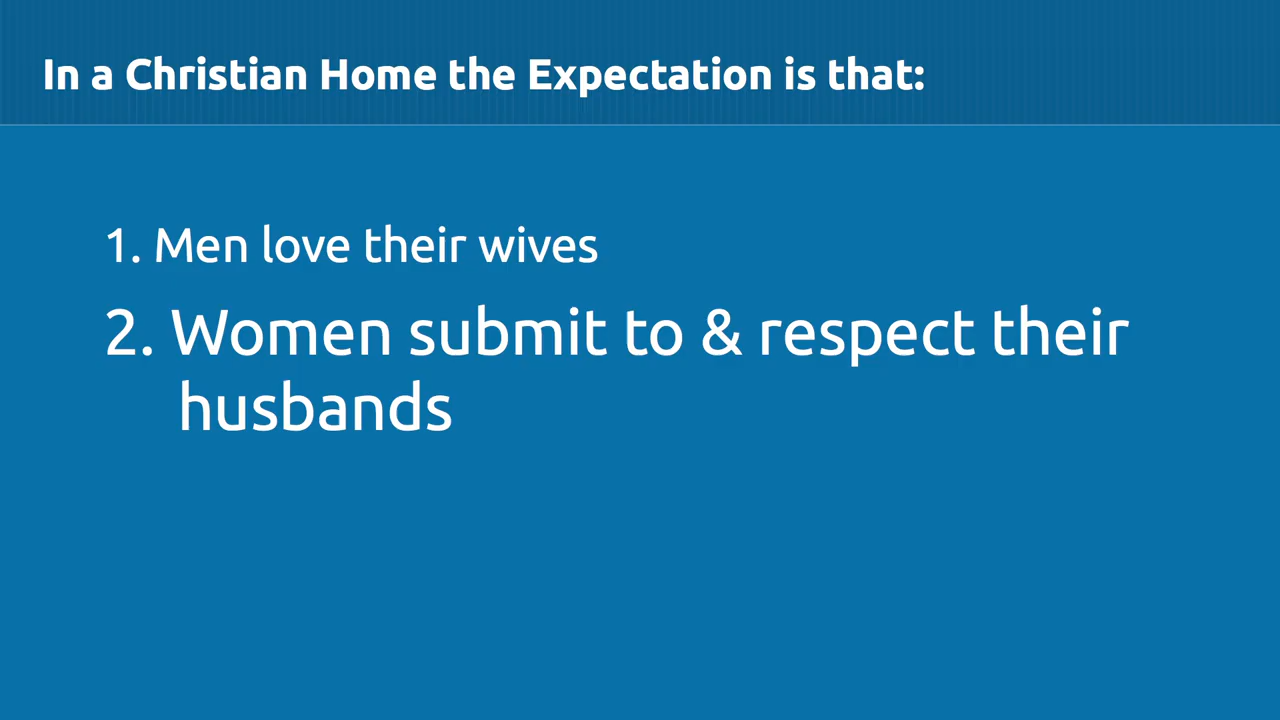 In a Christian Home the Expectation is that:
1. Men love their wives
2. Women submit to & respect their
husbands